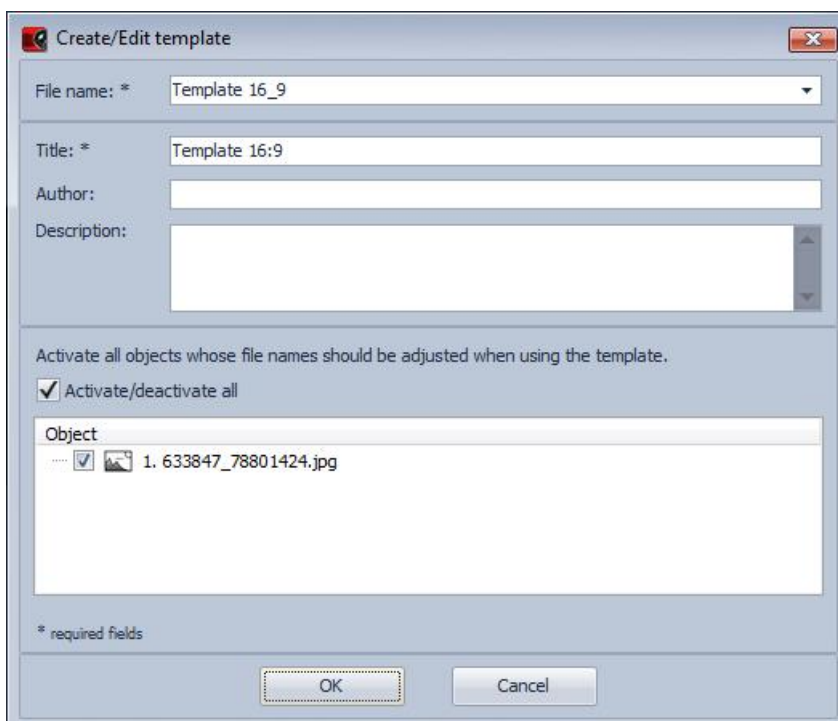 Create/Edit template
File name: * Template 16_9
Title: * Template 16:9
Author:
Description:
Activate all objects whose file names should be adjusted when using the template.
Activate/deactivate all
Object
1. 633847_78801424.jpg
* required fields
OK Cancel